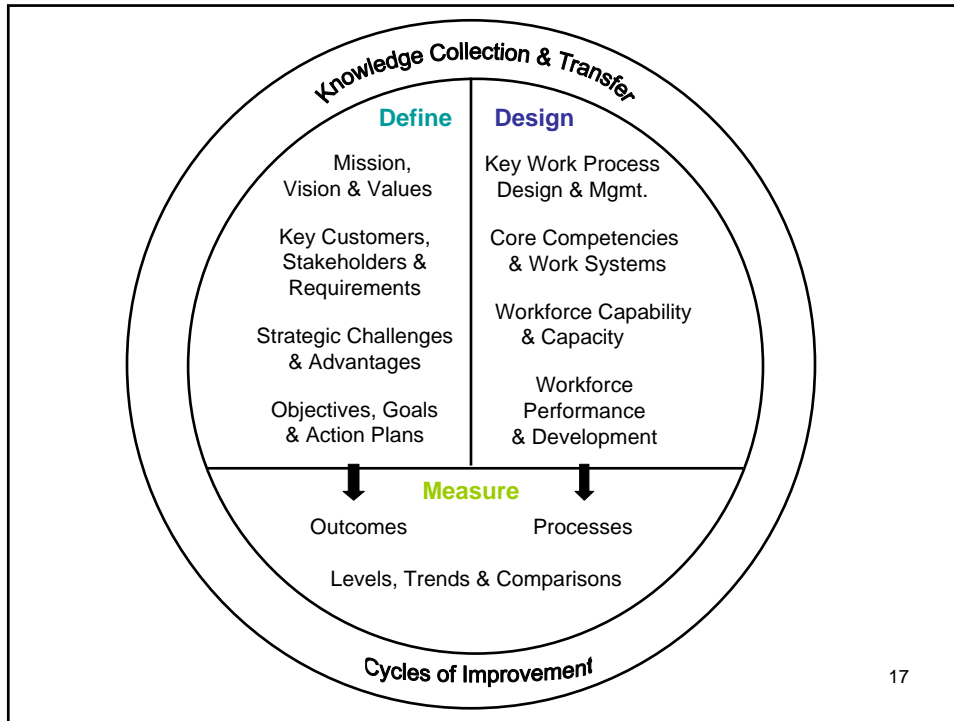 Knowledge Collection & Transfer
Define
Mission,
Vision & Values
Key Customers,
Stakeholders &
Requirements
Strategic Challenges
& Advantages
Objectives, Goals
& Action Plans
Design
Key Work Process
Design & Mgmt.
Core Competencies
& Work Systems
Workforce Capability
& Capacity
Workforce
Performance
& Development
Measure
Outcomes
Processes
Levels, Trends & Comparisons
Cycles of Improvement
17